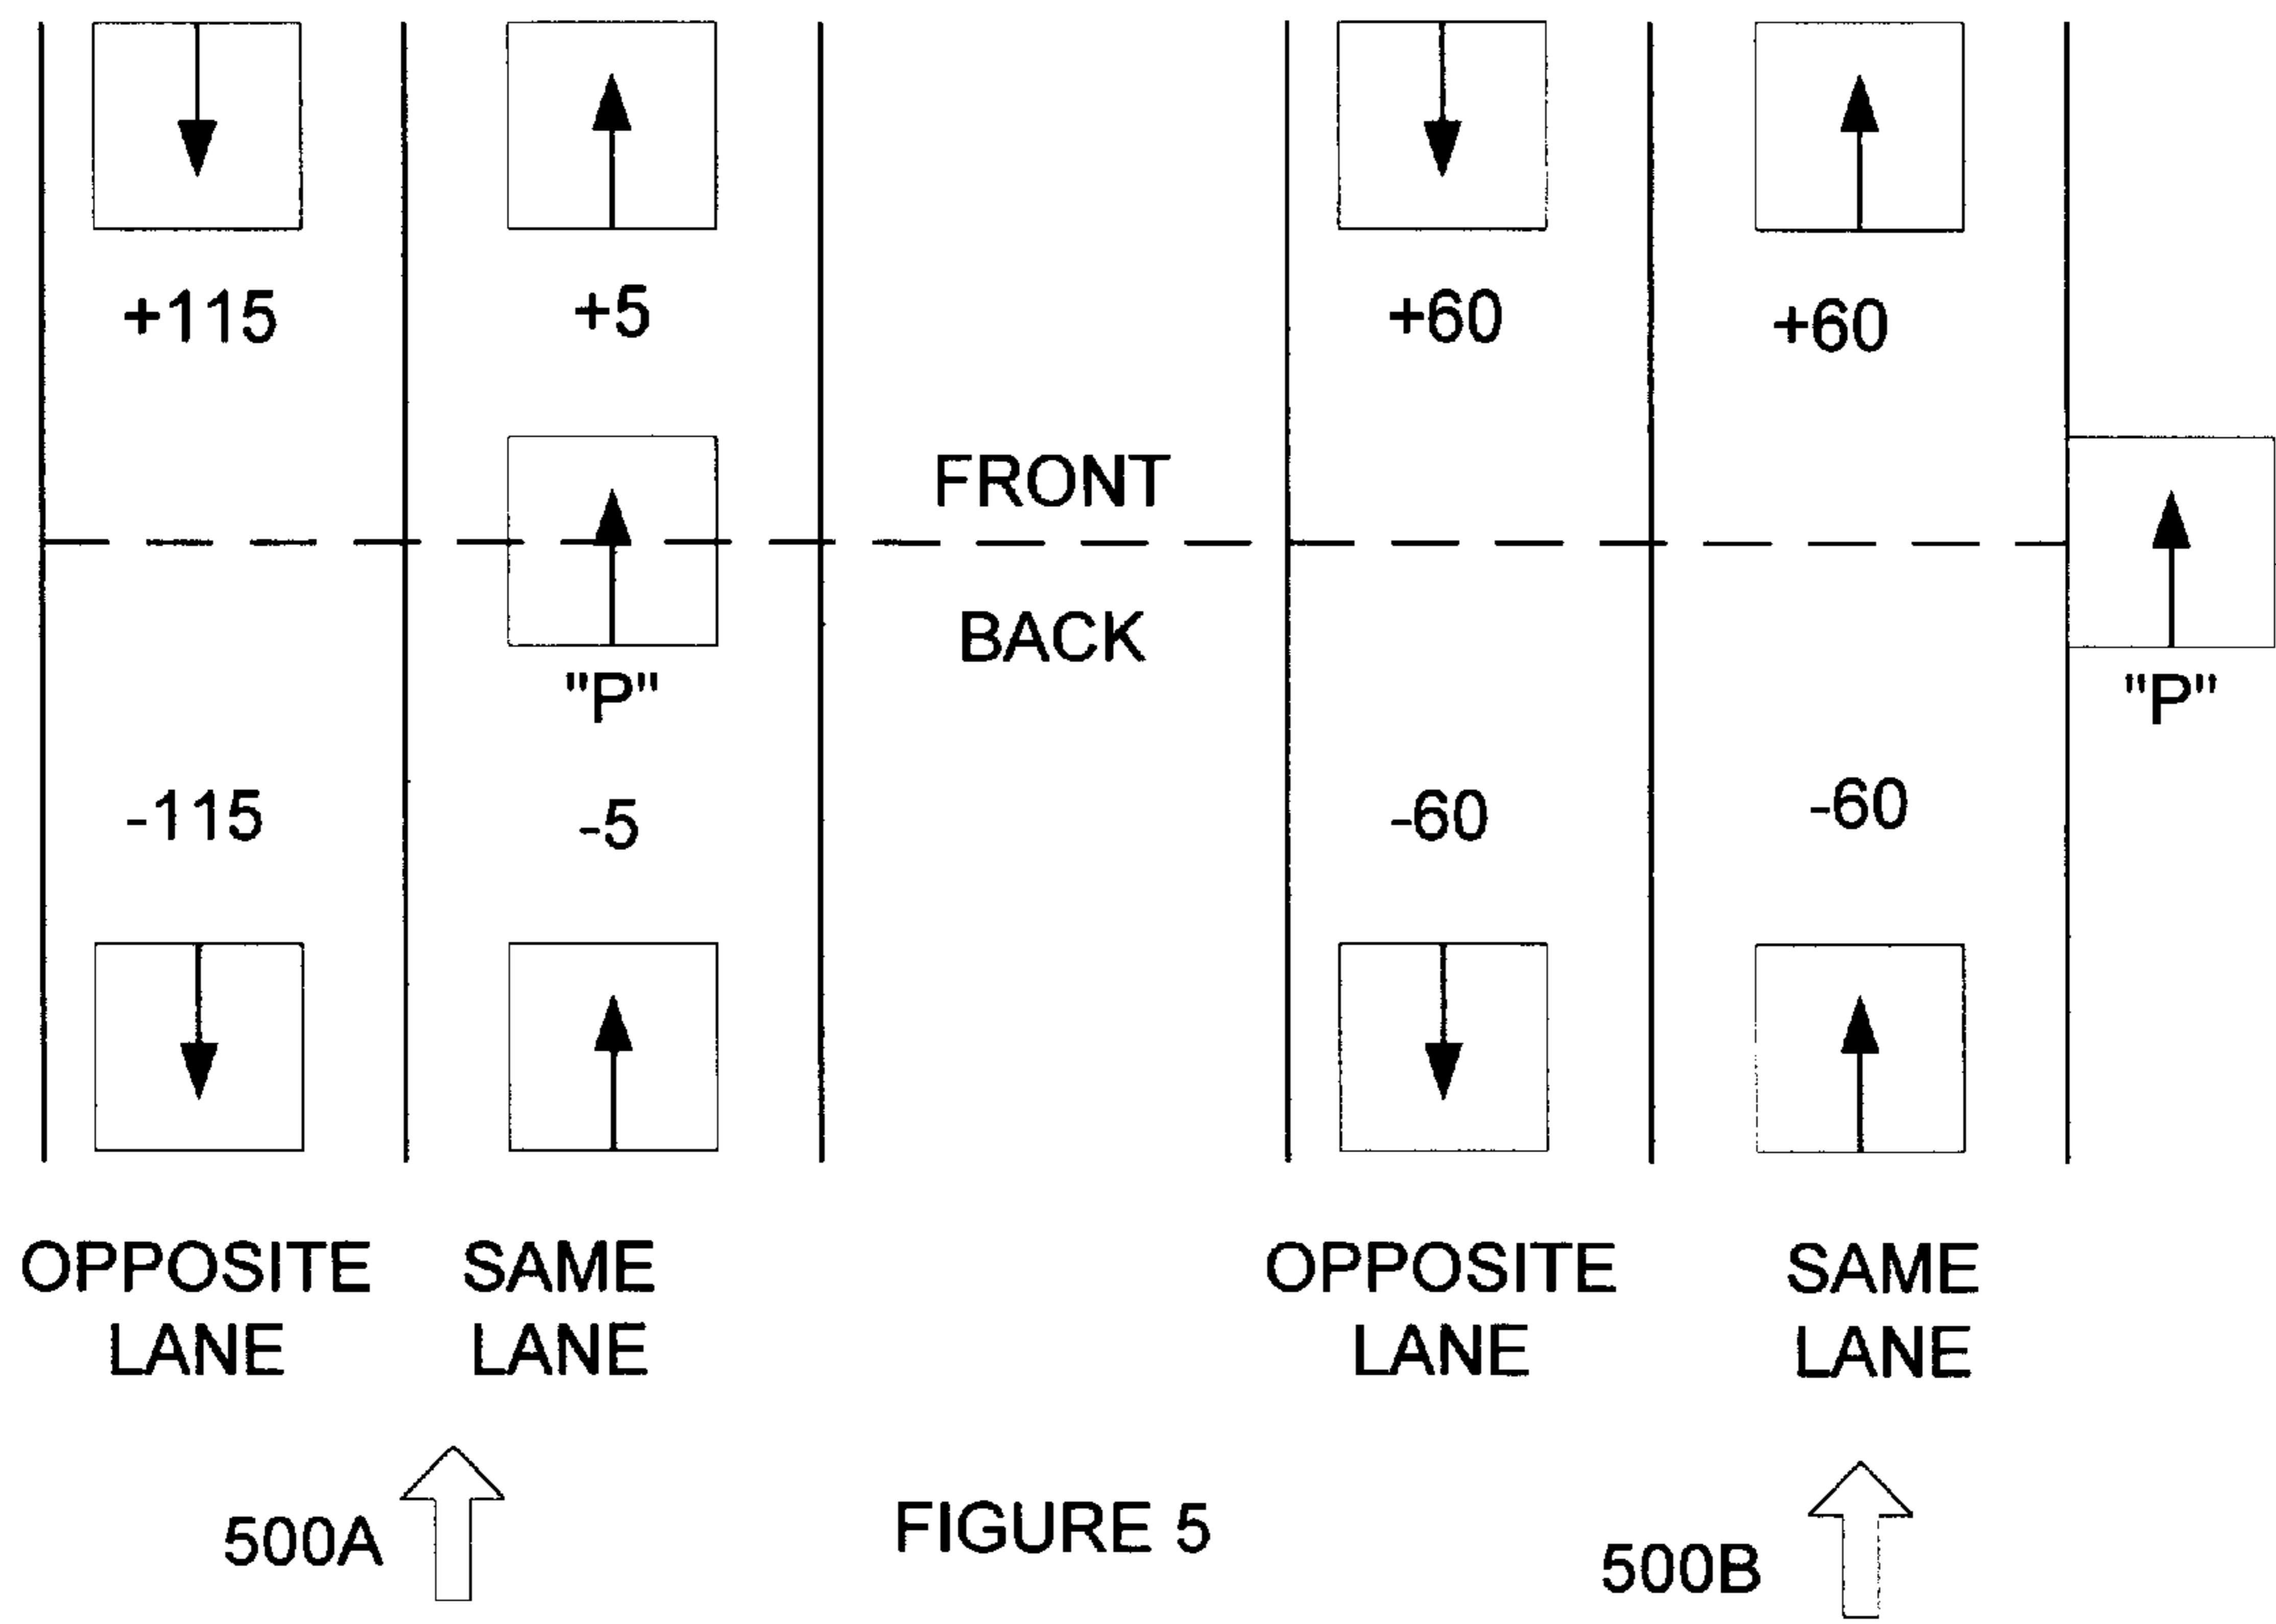 +115 +5 +60 +60
FRONT
BACK
"P" "P"
-115 -5 -60 -60
OPPOSITE LANE
SAME LANE
OPPOSITE LANE
SAME LANE
500A
FIGURE 5
500B